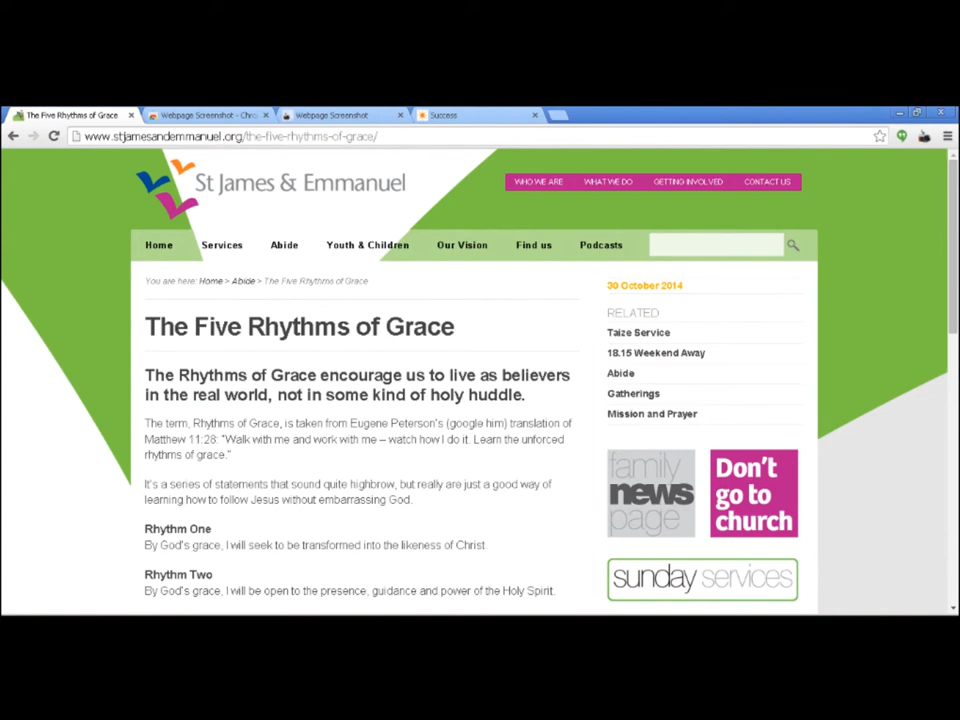 The Five Rhythms of Grace
Webpage Screenshot - Chro
Webpage Screenshot
Success
www.stjamesandemmanuel.org/the-five-rhythms-of-grace/
St James & Emmanuel
WHO WE ARE WHAT WE DO GETTING INVOLVED CONTACT US
Home Services Abide Youth & Children Our Vision Find us Podcasts
You are here: Home > Abide > The Five Rhythms of Grace
The Five Rhythms of Grace
The Rhythms of Grace encourage us to live as believers
in the real world, not in some kind of holy huddle.
The term, Rhythms of Grace, is taken from Eugene Peterson's (google him) translation of
Matthew 11:28: "Walk with me and work with me – watch how I do it. Learn the unforced
rhythms of grace."
It's a series of statements that sound quite highbrow, but really are just a good way of
learning how to follow Jesus without embarrassing God.
Rhythm One
By God's grace, I will seek to be transformed into the likeness of Christ.
Rhythm Two
By God's grace, I will be open to the presence, guidance and power of the Holy Spirit.
30 October 2014
RELATED
Taize Service
18.15 Weekend Away
Abide
Gatherings
Mission and Prayer
family
news
page
Don't
go to
church
sunday services